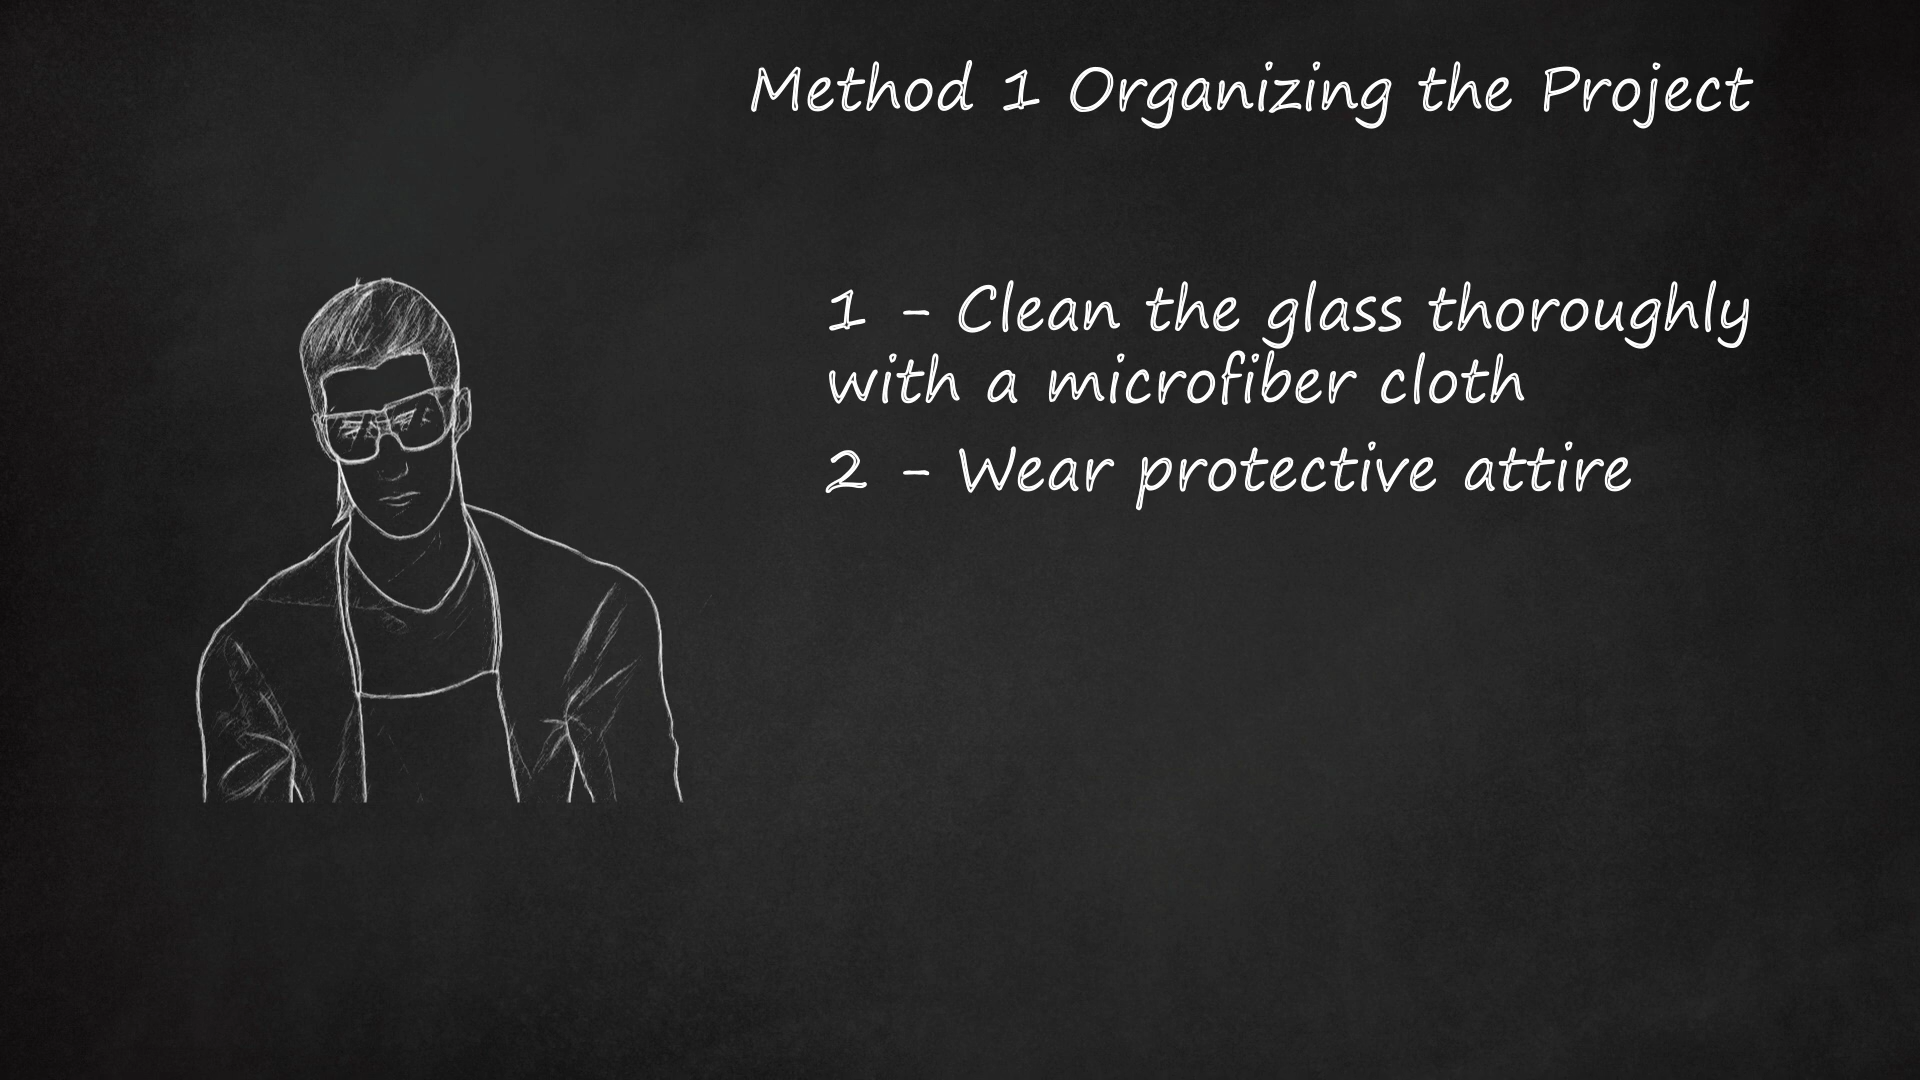 Method 1 Organizing the Project
1 - Clean the glass thoroughly
with a microfiber cloth
2 - Wear protective attire